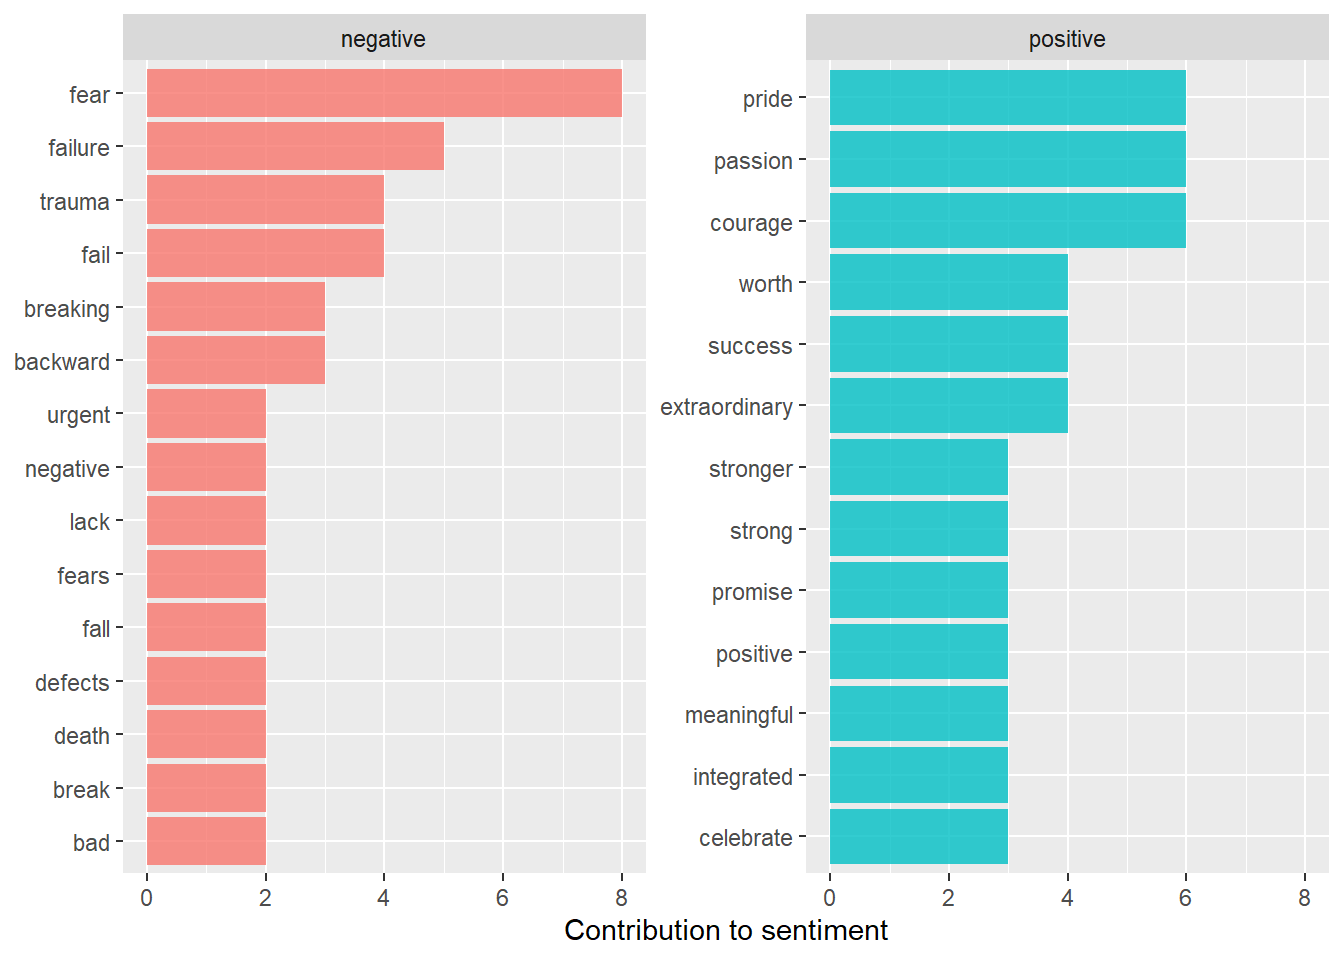 negative
fear
failure
trauma
fail
breaking
backward
urgent
negative
lack
fears
fall
defects
death
break
bad
0 2 4 6 8
positive
pride
passion
courage
worth
success
extraordinary
stronger
strong
promise
positive
meaningful
integrated
celebrate
0 2 4 6 8
Contribution to sentiment